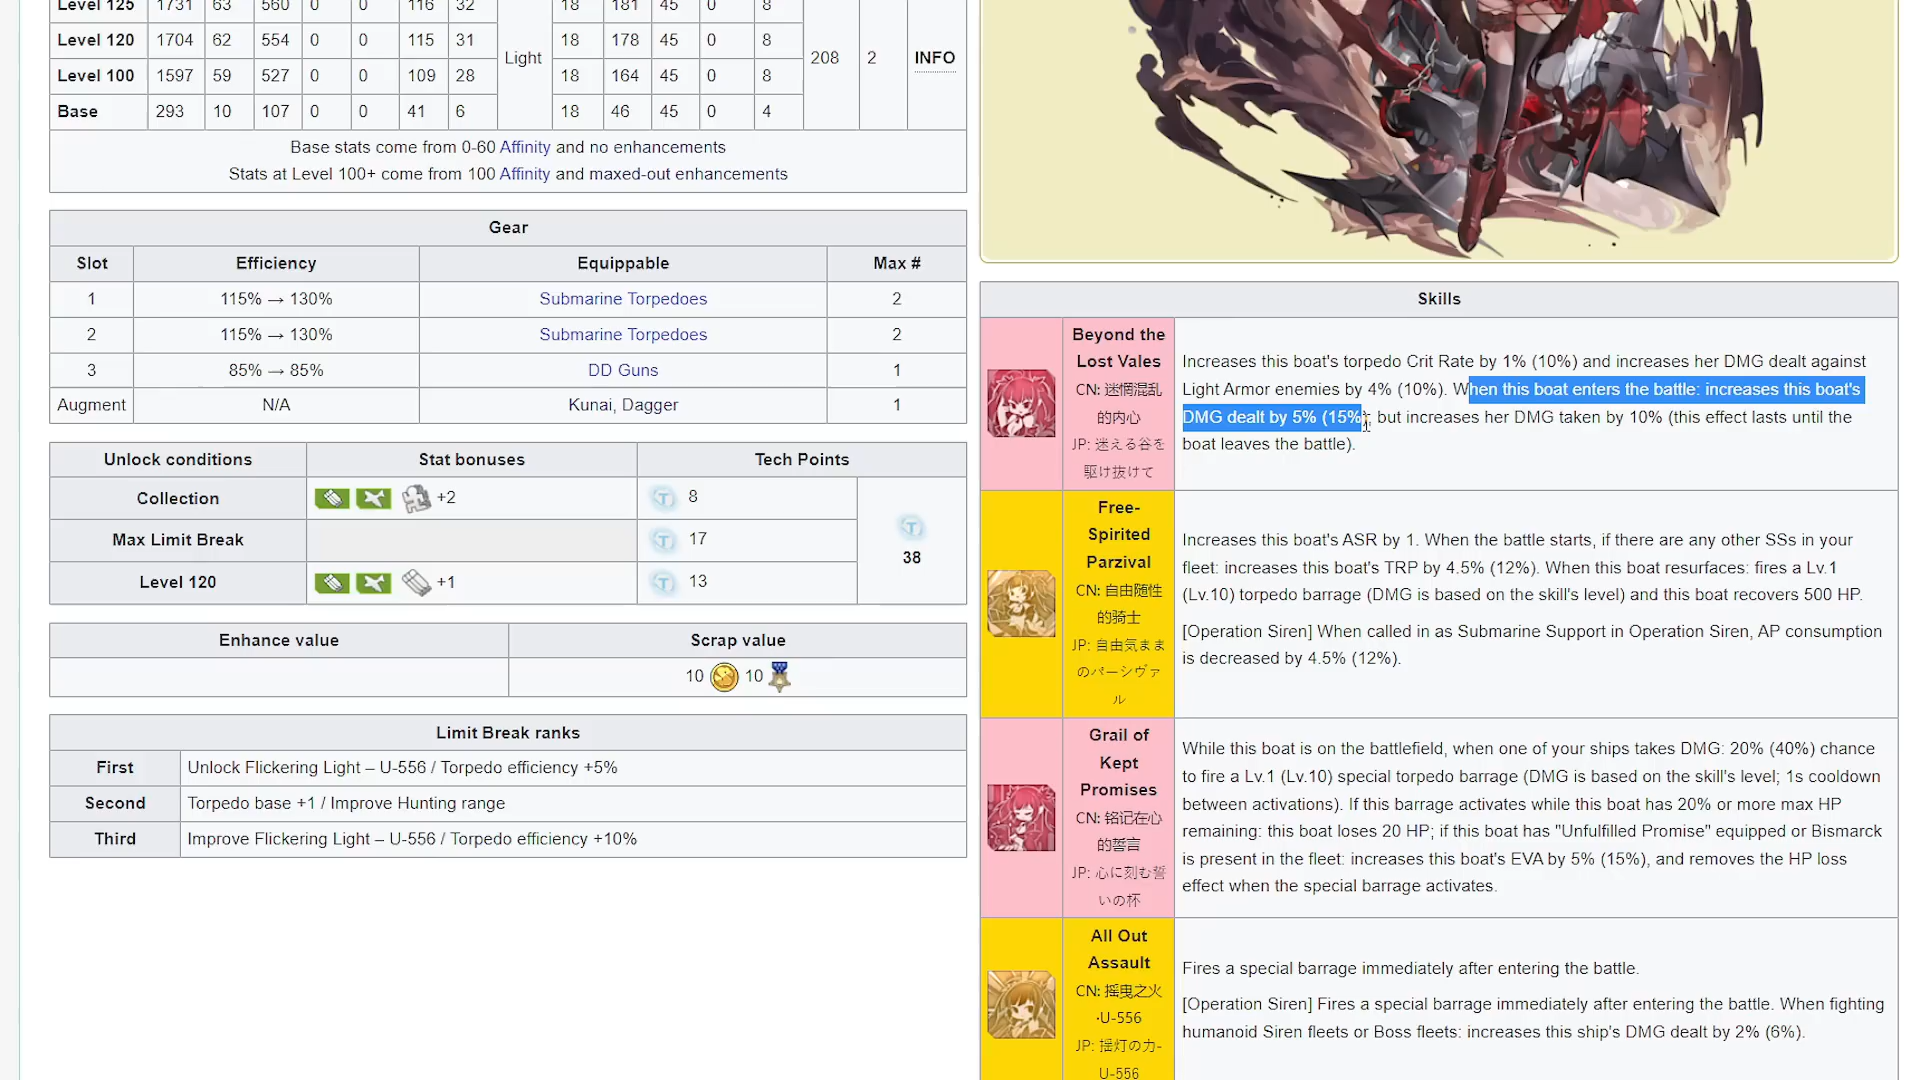 Level 125 1731 63 560 0 0 116 32 18 181 45 0 8
Level 120 1704 62 554 0 0 115 31 18 178 45 0 8
Light 208 2 INFO
Level 100 1597 59 527 0 0 109 28 18 164 45 0 8
Base 293 10 107 0 0 41 6 18 46 45 0 4
Base stats come from 0-60 Affinity and no enhancements
Stats at Level 100+ come from 100 Affinity and maxed-out enhancements
Gear
Slot Efficiency Equippable Max #
1 115% → 130% Submarine Torpedoes 2
2 115% → 130% Submarine Torpedoes 2
3 85% → 85% DD Guns 1
Augment N/A Kunai, Dagger 1
Unlock conditions Stat bonuses Tech Points
Collection +2 8
Max Limit Break 17
38
Level 120 +1 13
Enhance value Scrap value
10 10
Limit Break ranks
First Unlock Flickering Light – U-556 / Torpedo efficiency +5%
Second Torpedo base +1 / Improve Hunting range
Third Improve Flickering Light – U-556 / Torpedo efficiency +10%
Skills
Beyond the
Lost Vales
CN: 迷惘混乱
的内心
JP: 迷える谷を
駆け抜けて
Increases this boat's torpedo Crit Rate by 1% (10%) and increases her DMG dealt against
Light Armor enemies by 4% (10%). When this boat enters the battle: increases this boat's
DMG dealt by 5% (15%), but increases her DMG taken by 10% (this effect lasts until the
boat leaves the battle).
Free-
Spirited
Parzival
CN: 自由随性
的骑士
JP: 自由気まま
のパーシヴァ
ル
Increases this boat's ASR by 1. When the battle starts, if there are any other SSs in your
fleet: increases this boat's TRP by 4.5% (12%). When this boat resurfaces: fires a Lv.1
(Lv.10) torpedo barrage (DMG is based on the skill's level) and this boat recovers 500 HP.
[Operation Siren] When called in as Submarine Support in Operation Siren, AP consumption
is decreased by 4.5% (12%).
Grail of
Kept
Promises
CN: 铭记在心
的誓言
JP: 心に刻む誓
いの杯
While this boat is on the battlefield, when one of your ships takes DMG: 20% (40%) chance
to fire a Lv.1 (Lv.10) special torpedo barrage (DMG is based on the skill's level; 1s cooldown
between activations). If this barrage activates while this boat has 20% or more max HP
remaining: this boat loses 20 HP; if this boat has "Unfulfilled Promise" equipped or Bismarck
is present in the fleet: increases this boat's EVA by 5% (15%), and removes the HP loss
effect when the special barrage activates.
All Out
Assault
CN: 摇曳之火
·U-556
JP: 揺灯の力-
U-556
Fires a special barrage immediately after entering the battle.
[Operation Siren] Fires a special barrage immediately after entering the battle. When fighting
humanoid Siren fleets or Boss fleets: increases this ship's DMG dealt by 2% (6%).